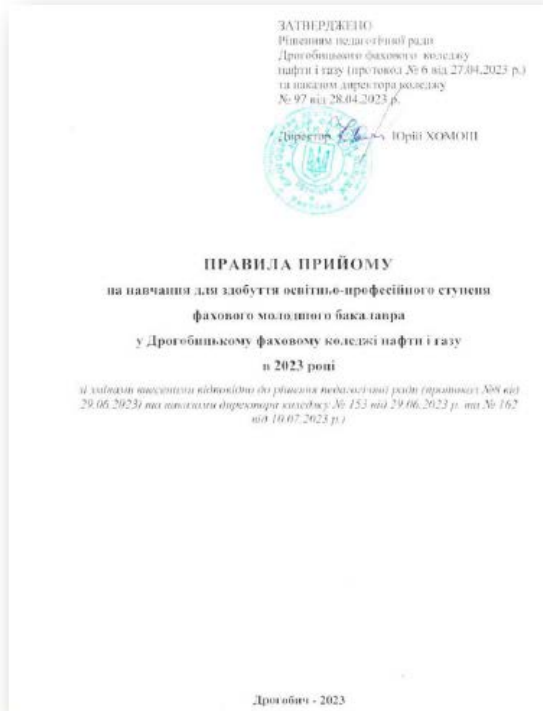 ЗАТВЕРДЖЕНО
Рішенням педагогічної ради
Дрогобицького фахового коледжу
нафти і газу (протокол № 6 від 27.04.2023 р.)
та наказом директора коледжу
№ 97 від 28.04.2023 р.
Директор Юрій ХОМОШ
ПРАВИЛА ПРИЙОМУ
на навчання для здобуття освітньо-професійного ступеня
фахового молодшого бакалавра
у Дрогобицькому фаховому коледжі нафти і газу
в 2023 році
зі змінами внесеними відповідно до рішення педагогічної ради (протокол №8 від
29.06.2023) та наказами директора коледжу № 153 від 29.06.2023 р. та № 162
від 10.07.2023 р.)
Дрогобич - 2023